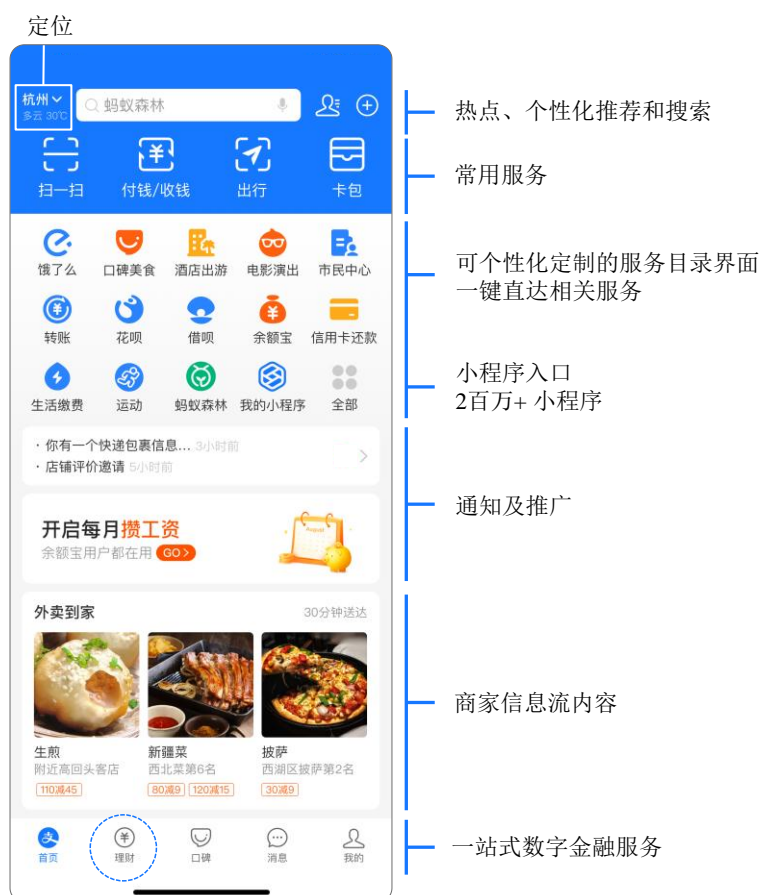 定位
杭州
多云 30℃
蚂蚁森林
热点、个性化推荐和搜索
扫一扫 付钱/收钱 出行 卡包
常用服务
饿了么 口碑美食 酒店出游 电影演出 市民中心
可个性化定制的服务目录界面
一键直达相关服务
转账 花呗 借呗 余额宝 信用卡还款
生活缴费 运动 蚂蚁森林 我的小程序 全部
小程序入口
2百万+ 小程序
· 你有一个快递包裹信息... 3小时前
· 店铺评价邀请 5小时前
通知及推广
开启每月攒工资
余额宝用户都在用 GO>
August
外卖到家 30分钟送达
生煎 新疆菜 披萨
附近高回头客店 西北菜第6名 西湖区披萨第2名
110减45 80减9 120减15 30减9
商家信息流内容
支
首页 理财 口碑 消息 我的
一站式数字金融服务